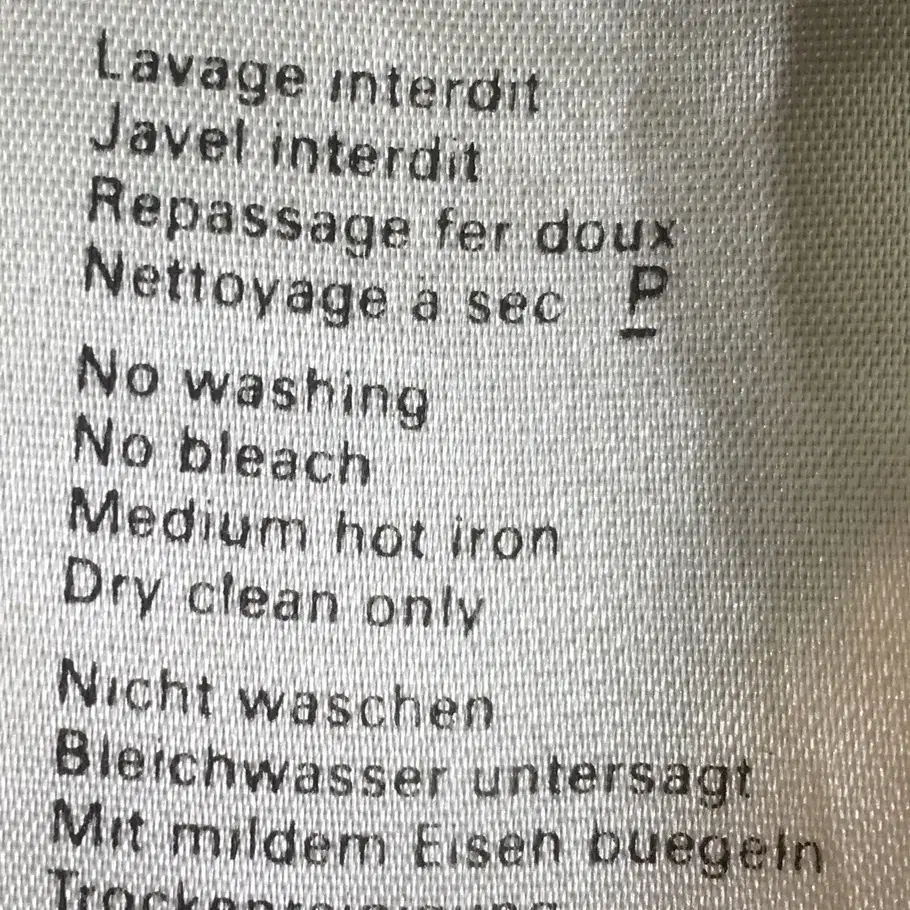 Lavage interdit
Javel interdit
Repassage fer doux
Nettoyage à sec P
No washing
No bleach
Medium hot iron
Dry clean only
Nicht waschen
Bleichwasser untersagt
Mit mildem Eisen buegeln
Trockenreinigung